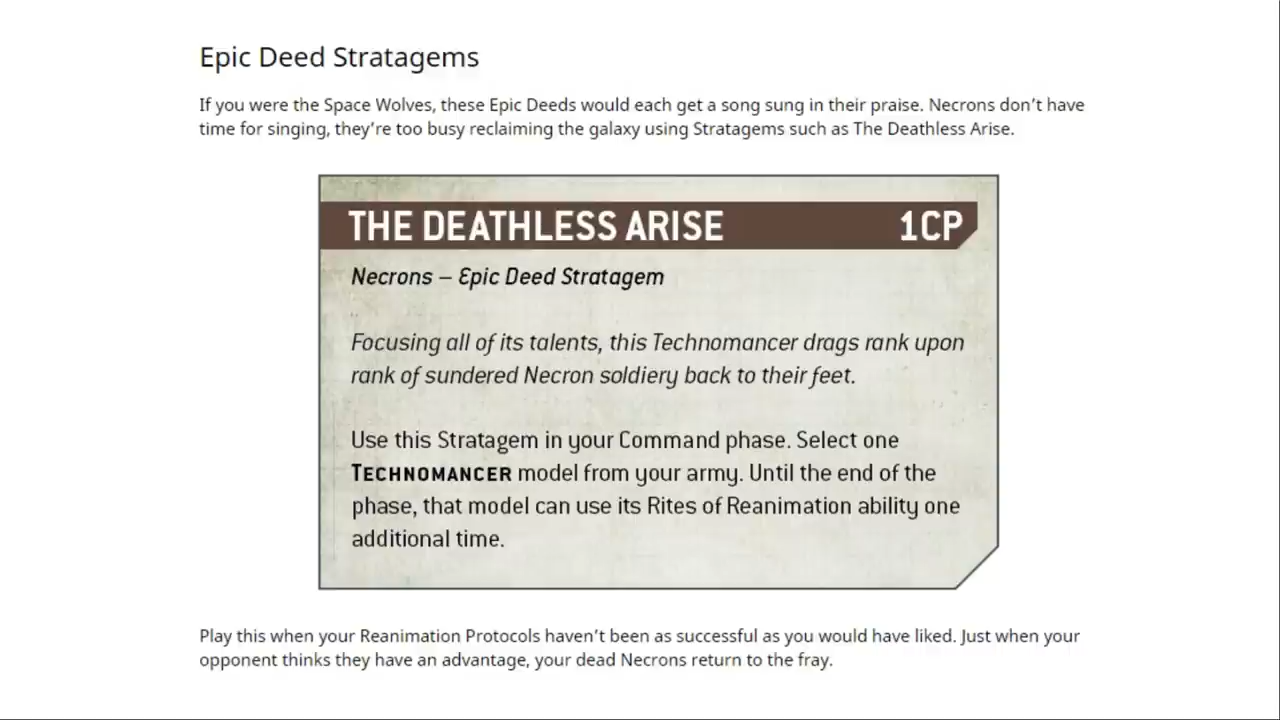 Epic Deed Stratagems
If you were the Space Wolves, these Epic Deeds would each get a song sung in their praise. Necrons don’t have
time for singing, they’re too busy reclaiming the galaxy using Stratagems such as The Deathless Arise.
THE DEATHLESS ARISE 1CP
Necrons – Epic Deed Stratagem
Focusing all of its talents, this Technomancer drags rank upon
rank of sundered Necron soldiery back to their feet.
Use this Stratagem in your Command phase. Select one
TECHNOMANCER model from your army. Until the end of the
phase, that model can use its Rites of Reanimation ability one
additional time.
Play this when your Reanimation Protocols haven’t been as successful as you would have liked. Just when your
opponent thinks they have an advantage, your dead Necrons return to the fray.